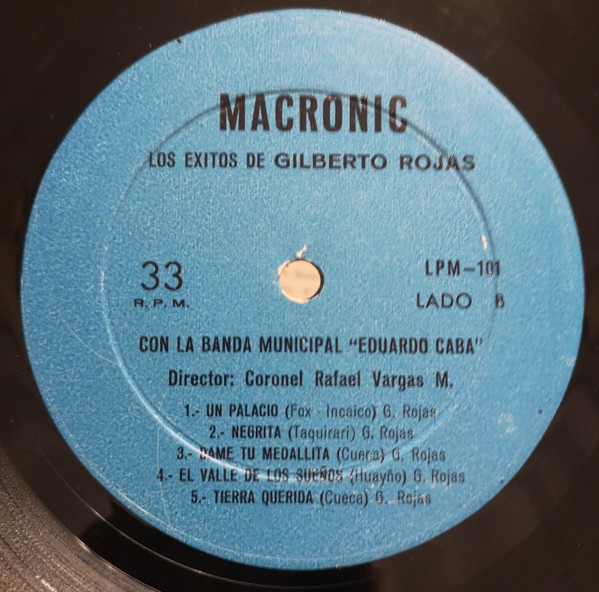 MACRONIC
LOS EXITOS DE GILBERTO ROJAS
33
R.P.M.
LPM-101
LADO B
CON LA BANDA MUNICIPAL "EDUARDO CABA"
Director: Coronel Rafael Vargas M.
1.- UN PALACIO (Fox - Incaico) G. Rojas
2.- NEGRITA (Taquirari) G. Rojas
3.- DAME TU MEDALLITA (Cueca) G. Rojas
4.- EL VALLE DE LOS SUEÑOS (Huayño) G. Rojas
5.- TIERRA QUERIDA (Cueca) G. Rojas